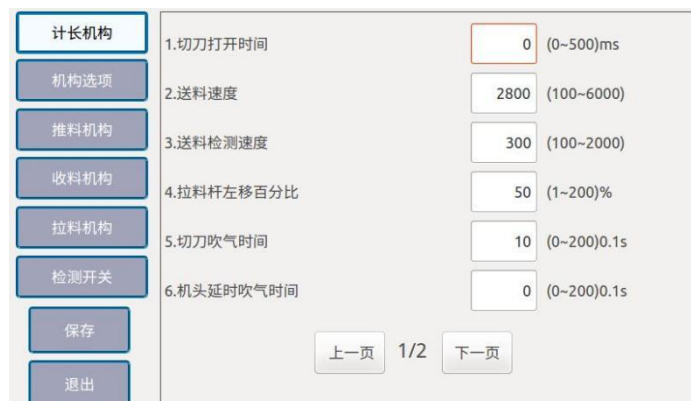 计长机构
机构选项
推料机构
收料机构
拉料机构
检测开关
保存
退出
1.切刀打开时间 0 (0~500)ms
2.送料速度 2800 (100~6000)
3.送料检测速度 300 (100~2000)
4.拉料杆左移百分比 50 (1~200)%
5.切刀吹气时间 10 (0~200)0.1s
6.机头延时吹气时间 0 (0~200)0.1s
上一页 1/2 下一页